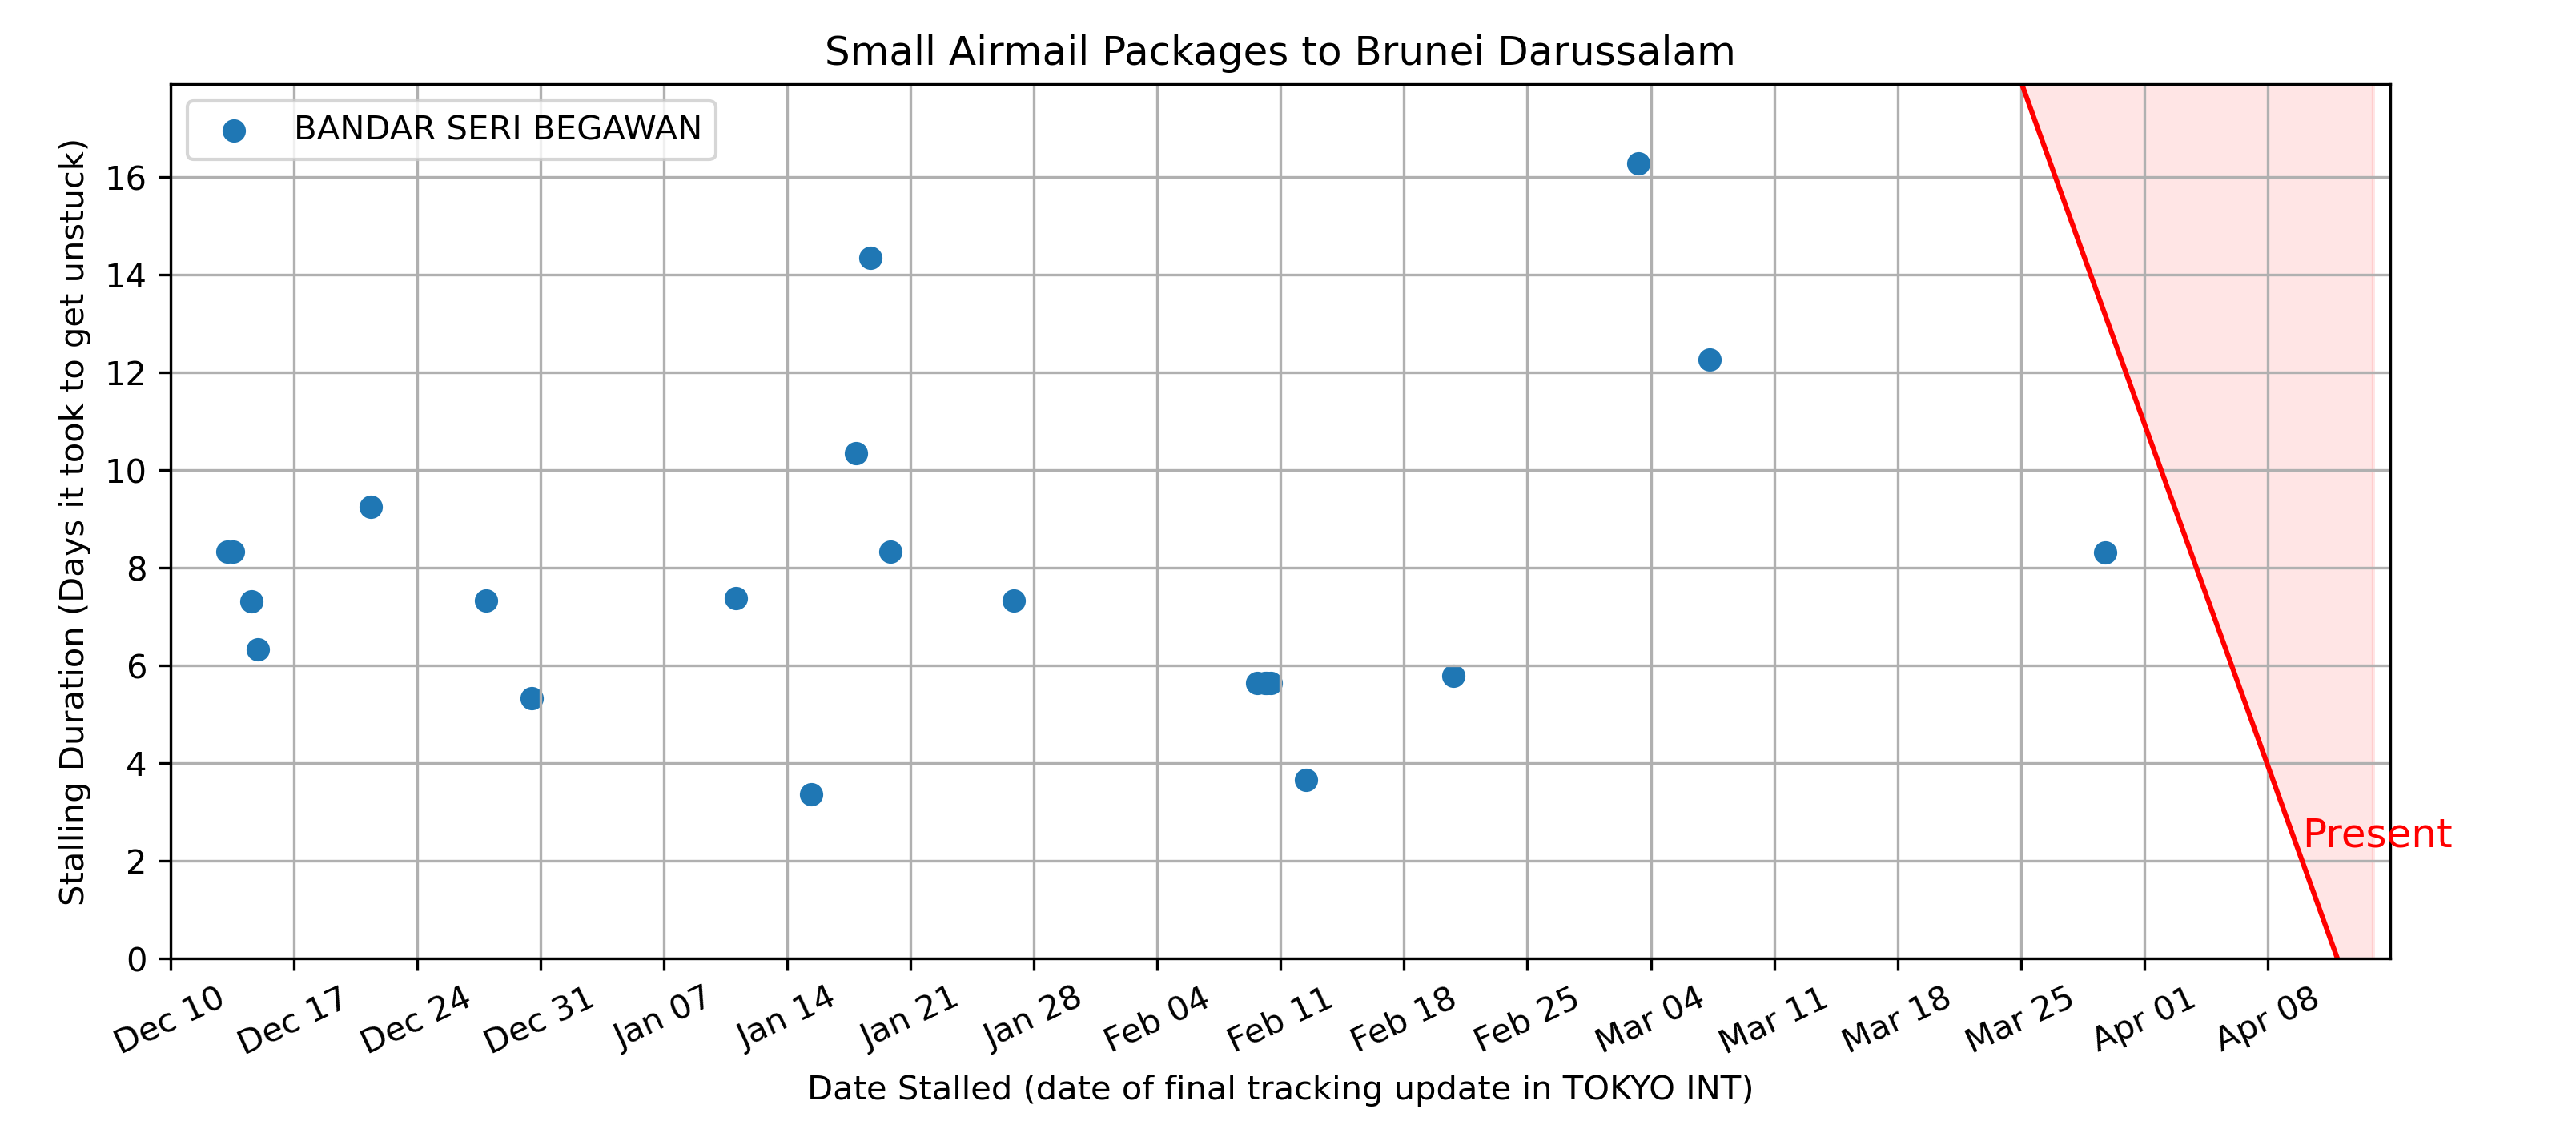 Small Airmail Packages to Brunei Darussalam
BANDAR SERI BEGAWAN
Stalling Duration (Days it took to get unstuck)
16
14
12
10
8
6
4
2
0
Present
Dec 10 Dec 17 Dec 24 Dec 31 Jan 07 Jan 14 Jan 21 Jan 28 Feb 04 Feb 11 Feb 18 Feb 25 Mar 04 Mar 11 Mar 18 Mar 25 Apr 01 Apr 08
Date Stalled (date of final tracking update in TOKYO INT)